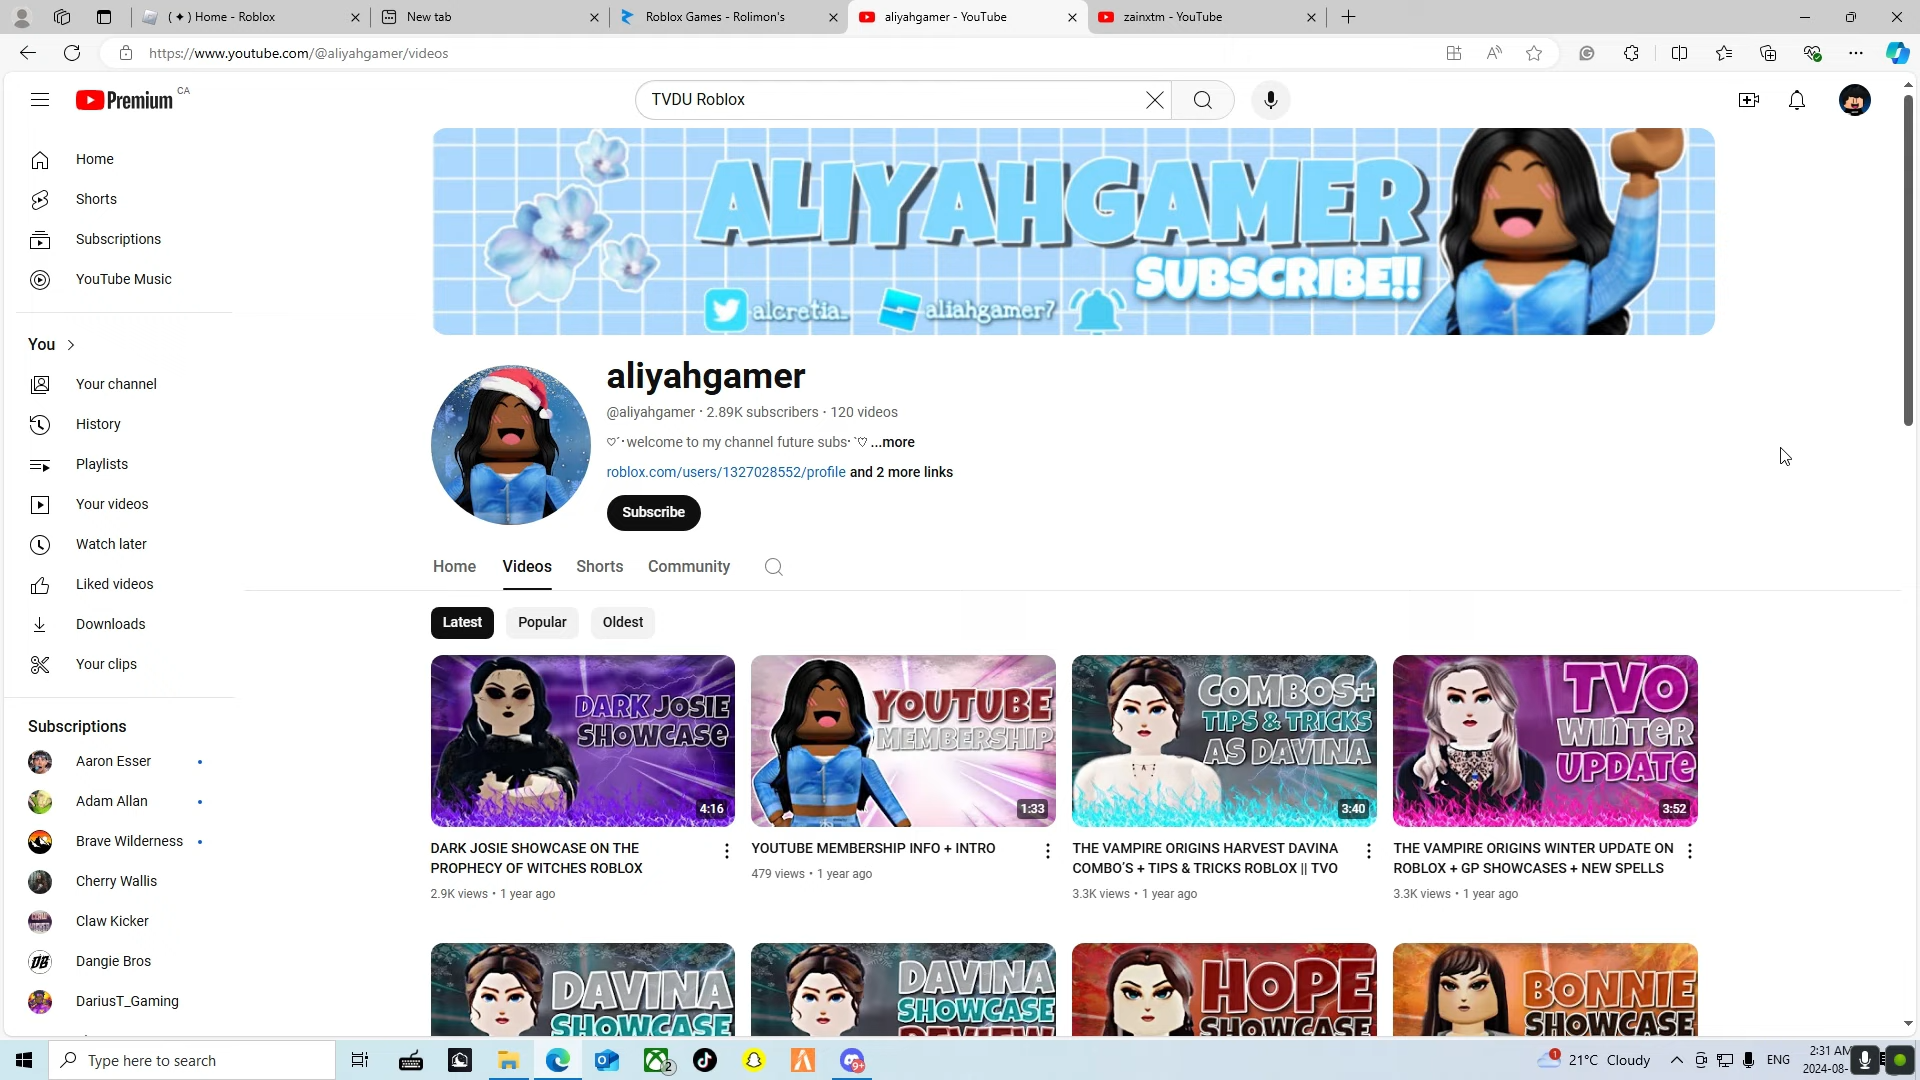 ( ✦ ) Home - Roblox
New tab
Roblox Games - Rolimon's
aliyahgamer - YouTube
zainxtm - YouTube
https://www.youtube.com/@aliyahgamer/videos
Premium CA
TVDU Roblox
Home
Shorts
Subscriptions
YouTube Music
You
Your channel
History
Playlists
Your videos
Watch later
Liked videos
Downloads
Your clips
Subscriptions
Aaron Esser
Adam Allan
Brave Wilderness
Cherry Wallis
Claw Kicker
Dangie Bros
DariusT_Gaming
ALIYAHGAMER
SUBSCRIBE!!
alcretia_
aliahgamer7
aliyahgamer
@aliyahgamer · 2.89K subscribers · 120 videos
♡´･welcome to my channel future subs･`♡ ...more
roblox.com/users/1327028552/profile and 2 more links
Subscribe
Home
Videos
Shorts
Community
Latest
Popular
Oldest
DARK JOSIE
SHOWCASE
4:16
DARK JOSIE SHOWCASE ON THE
PROPHECY OF WITCHES ROBLOX
2.9K views • 1 year ago
YOUTUBE
MEMBERSHIP
1:33
YOUTUBE MEMBERSHIP INFO + INTRO
479 views • 1 year ago
COMBOS+
TIPS & TRICKS
AS DAVINA
3:40
THE VAMPIRE ORIGINS HARVEST DAVINA
COMBO'S + TIPS & TRICKS ROBLOX || TVO
3.3K views • 1 year ago
TVO
WINTER
UPDATE
3:52
THE VAMPIRE ORIGINS WINTER UPDATE ON
ROBLOX + GP SHOWCASES + NEW SPELLS
3.3K views • 1 year ago
DAVINA
SHOWCASE
DAVINA
SHOWCASE
REVIEW
HOPE
SHOWCASE
BONNIE
SHOWCASE
Type here to search
2
9+
1
21°C Cloudy
ENG
2:31 AM
2024-08-